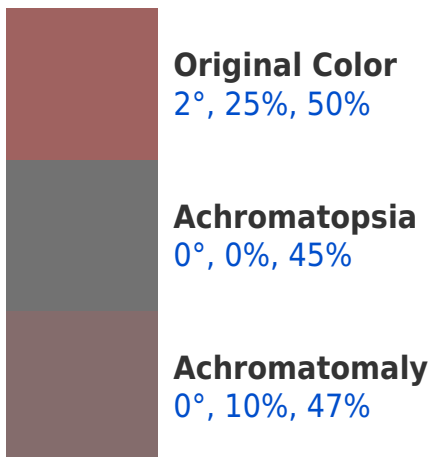 Original Color
2°, 25%, 50%
Achromatopsia
0°, 0%, 45%
Achromatomaly
0°, 10%, 47%